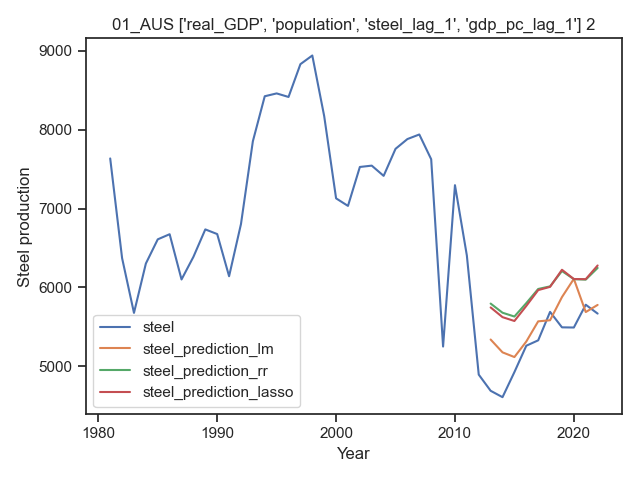 01_AUS ['real_GDP', 'population', 'steel_lag_1', 'gdp_pc_lag_1'] 2
9000
8000
7000
6000
5000
Steel production
steel
steel_prediction_lm
steel_prediction_rr
steel_prediction_lasso
1980
1990
2000
2010
2020
Year